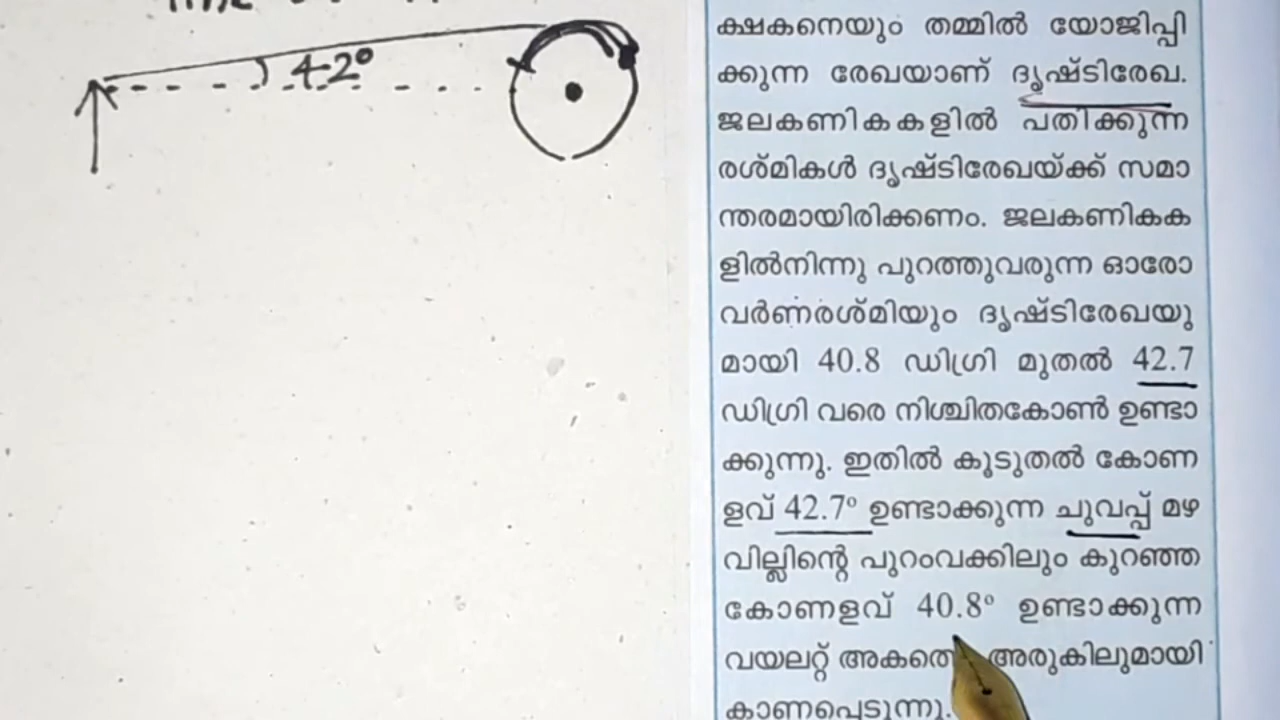 42°
ക്ഷകനെയും തമ്മിൽ യോജിപ്പി
ക്കുന്ന രേഖയാണ് ദൃഷ്ടിരേഖ.
ജലകണികകളിൽ പതിക്കുന്ന
രശ്മികൾ ദൃഷ്ടിരേഖയ്ക്ക് സമാ
ന്തരമായിരിക്കണം. ജലകണികക
ളിൽനിന്നു പുറത്തുവരുന്ന ഓരോ
വർണരശ്മിയും ദൃഷ്ടിരേഖയു
മായി 40.8 ഡിഗ്രി മുതൽ 42.7
ഡിഗ്രി വരെ നിശ്ചിതകോൺ ഉണ്ടാ
ക്കുന്നു. ഇതിൽ കൂടുതൽ കോണ
ളവ് 42.7° ഉണ്ടാക്കുന്ന ചുവപ്പ് മഴ
വില്ലിന്റെ പുറംവക്കിലും കുറഞ്ഞ
കോണളവ് 40.8° ഉണ്ടാക്കുന്ന
വയലറ്റ് അരുകിലുമായി
കാണപ്പെടുന്നു.